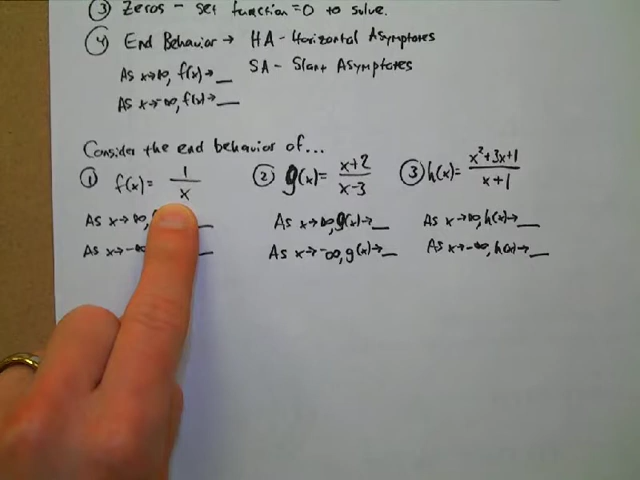 ③ Zeros - set function=0 to solve.
④ End Behavior → HA - Horizontal Asymptotes
As x→∞, f(x)→__ SA - Slant Asymptotes
As x→-∞, f(x)→__
Consider the end behavior of...
① f(x)= 1/x ② g(x)= x+2/x-3 ③ h(x)= x²+3x+1/x+1
As x→∞, __ As x→∞, g(x)→__ As x→∞, h(x)→__
As x→-∞ __ As x→-∞, g(x)→__ As x→-∞, h(x)→__